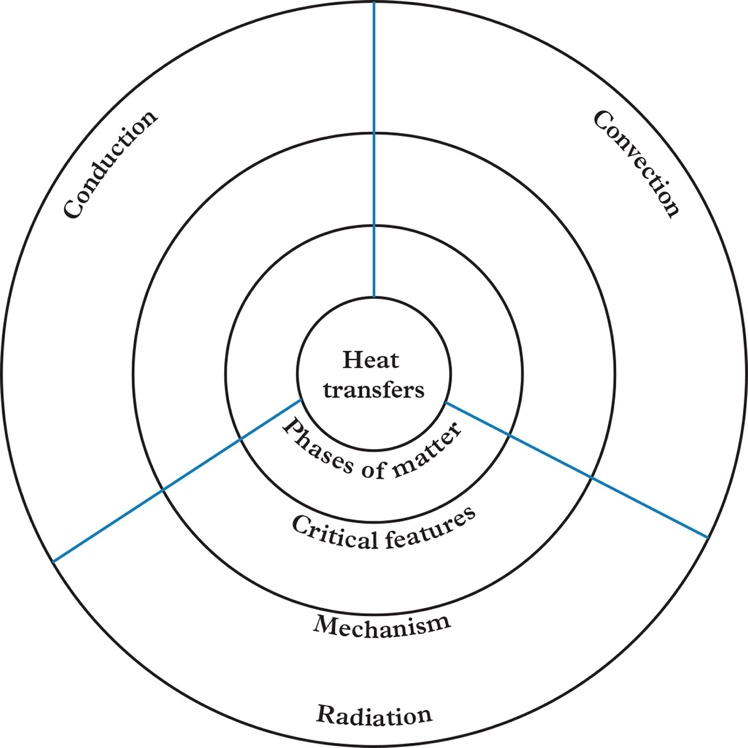 Conduction
Convection
Heat
transfers
Phases of matter
Critical features
Mechanism
Radiation